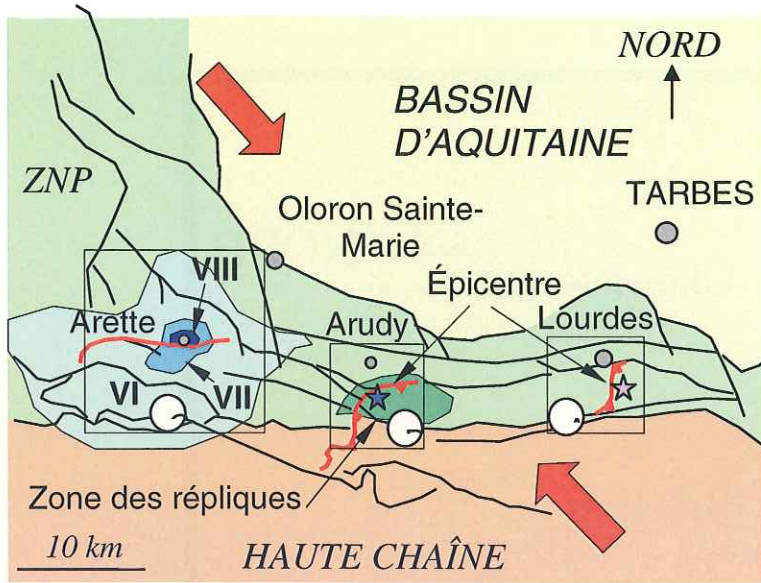 NORD
BASSIN
D'AQUITAINE
ZNP
TARBES
Oloron Sainte-
Marie
Épicentre
VIII
Arette
Arudy
Lourdes
VI
VII
Zone des répliques
10 km
HAUTE CHAÎNE